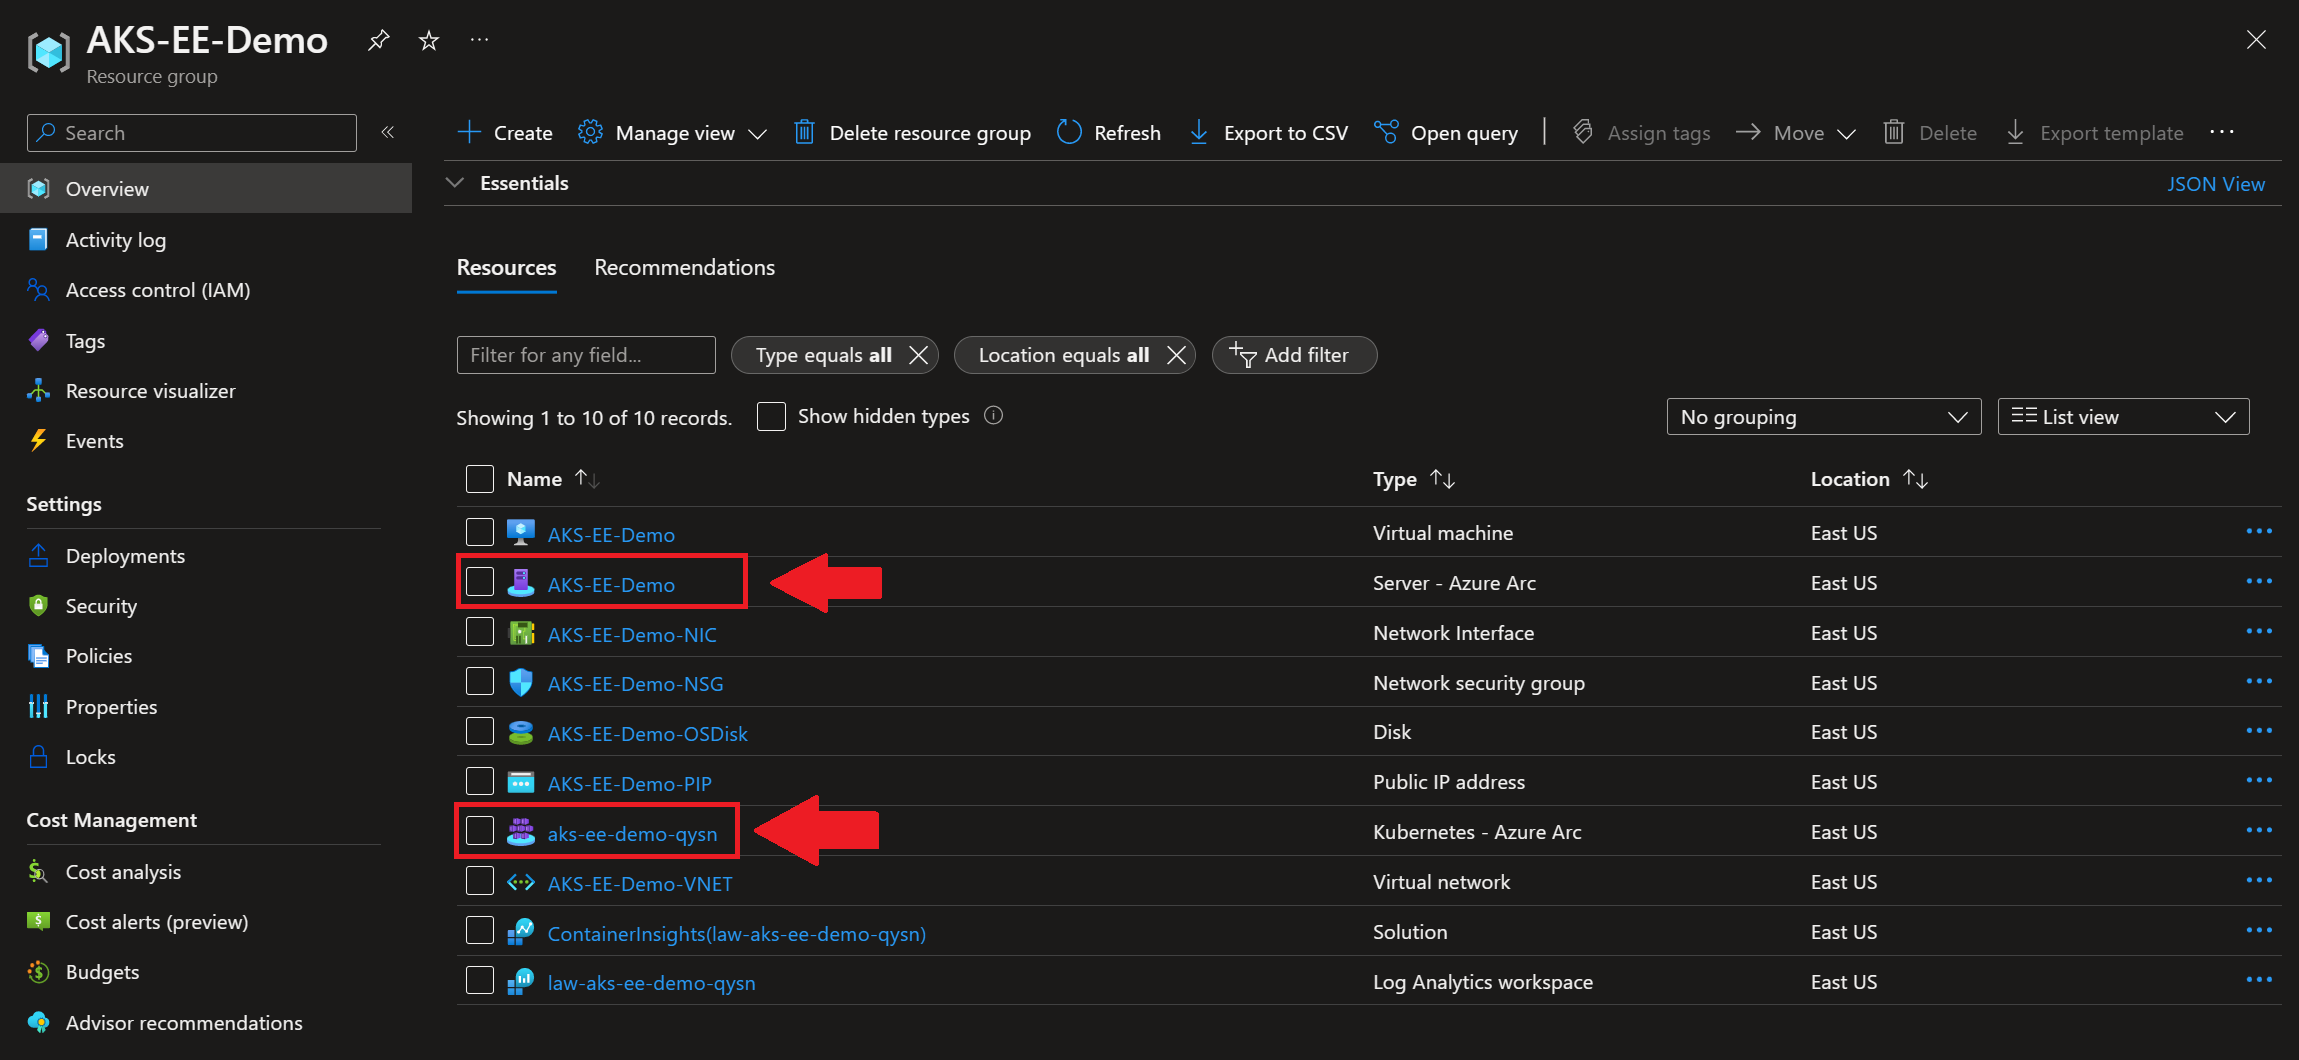 AKS-EE-Demo
Resource group
Search
Overview
Activity log
Access control (IAM)
Tags
Resource visualizer
Events
Settings
Deployments
Security
Policies
Properties
Locks
Cost Management
Cost analysis
Cost alerts (preview)
Budgets
Advisor recommendations
Create Manage view Delete resource group Refresh Export to CSV Open query Assign tags Move Delete Export template
Essentials JSON View
Resources Recommendations
Filter for any field... Type equals all Location equals all Add filter
Showing 1 to 10 of 10 records. Show hidden types No grouping List view
Name Type Location
AKS-EE-Demo Virtual machine East US
AKS-EE-Demo Server - Azure Arc East US
AKS-EE-Demo-NIC Network Interface East US
AKS-EE-Demo-NSG Network security group East US
AKS-EE-Demo-OSDisk Disk East US
AKS-EE-Demo-PIP Public IP address East US
aks-ee-demo-qysn Kubernetes - Azure Arc East US
AKS-EE-Demo-VNET Virtual network East US
ContainerInsights(law-aks-ee-demo-qysn) Solution East US
law-aks-ee-demo-qysn Log Analytics workspace East US